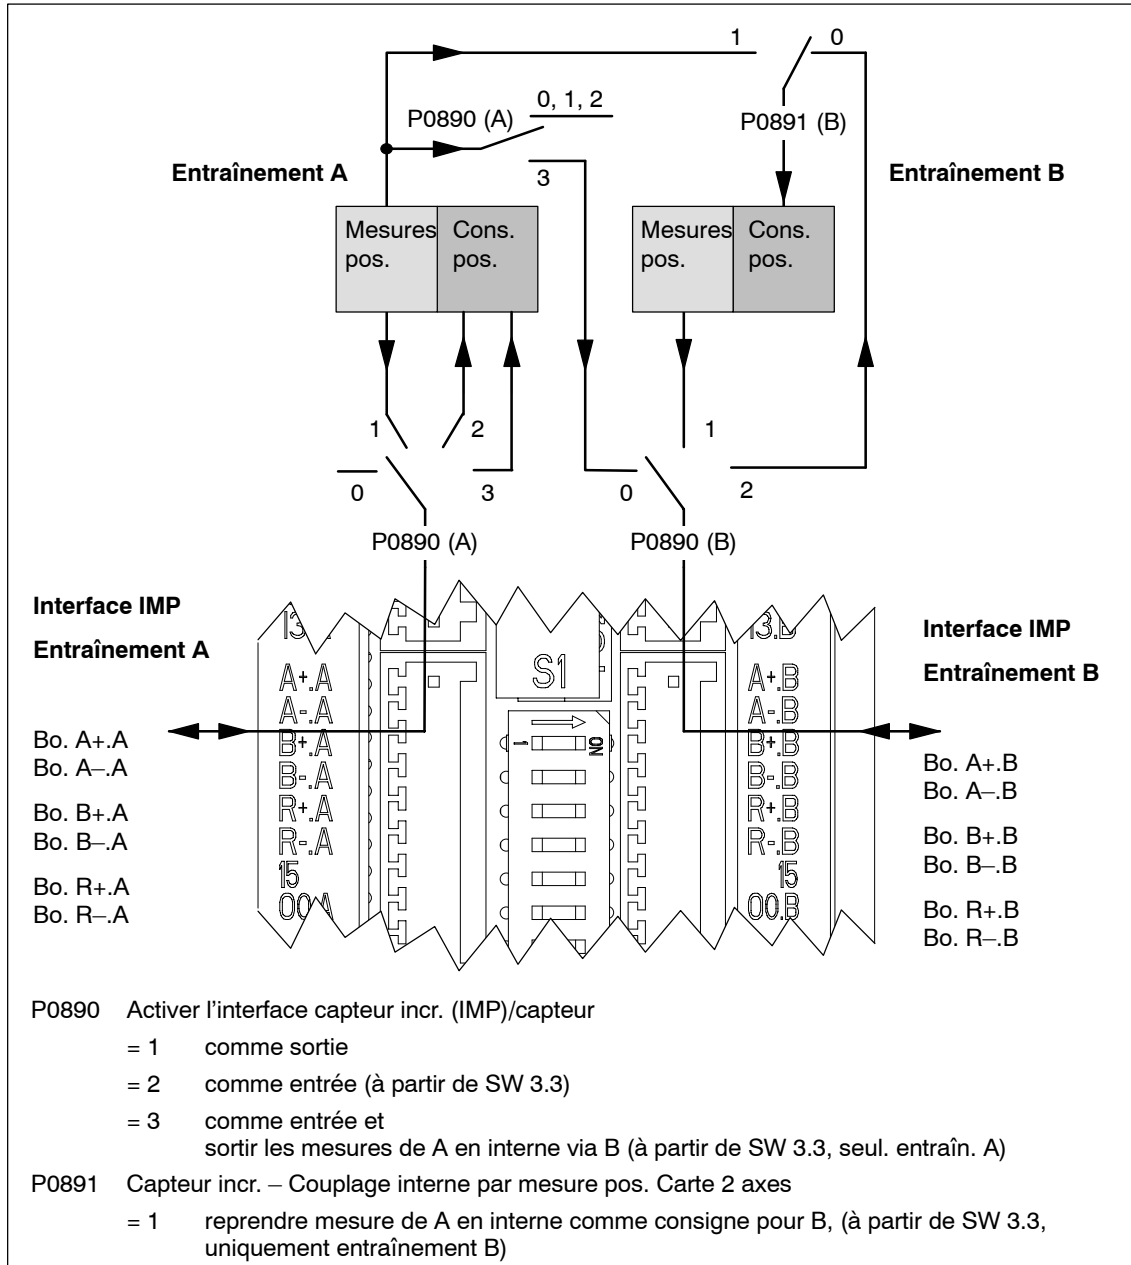 1
0
0, 1, 2
P0890 (A)
P0891 (B)
Entraînement A
3
Entraînement B
Mesures pos.
Cons. pos.
Mesures pos.
Cons. pos.
1
2
1
0
3
0
2
P0890 (A)
P0890 (B)
Interface IMP
Entraînement A
Interface IMP
Entraînement B
S1
A+.A
A-.A
B+.A
B-.A
R+.A
R-.A
15
1
ON
13.B
A+.B
A-.B
B+.B
B-.B
R+.B
R-.B
15
00.B
Bo. A+.A
Bo. A–.A
Bo. B+.A
Bo. B–.A
Bo. R+.A
Bo. R–.A
Bo. A+.B
Bo. A–.B
Bo. B+.B
Bo. B–.B
Bo. R+.B
Bo. R–.B
P0890 Activer l’interface capteur incr. (IMP)/capteur
= 1 comme sortie
= 2 comme entrée (à partir de SW 3.3)
= 3 comme entrée et
sortir les mesures de A en interne via B (à partir de SW 3.3, seul. entraîn. A)
P0891 Capteur incr. – Couplage interne par mesure pos. Carte 2 axes
= 1 reprendre mesure de A en interne comme consigne pour B, (à partir de SW 3.3,
uniquement entraînement B)